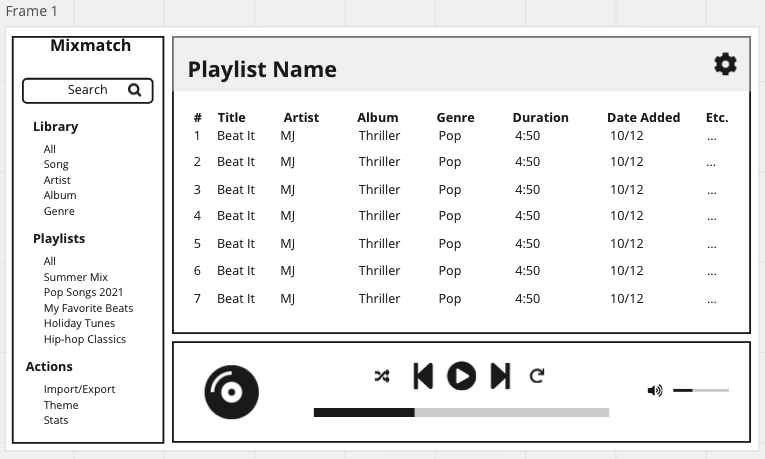 Frame 1
Mixmatch
Search
Library
All
Song
Artist
Album
Genre
Playlists
All
Summer Mix
Pop Songs 2021
My Favorite Beats
Holiday Tunes
Hip-hop Classics
Actions
Import/Export
Theme
Stats
Playlist Name
# Title Artist Album Genre Duration Date Added Etc.
1 Beat It MJ Thriller Pop 4:50 10/12 ...
2 Beat It MJ Thriller Pop 4:50 10/12 ...
3 Beat It MJ Thriller Pop 4:50 10/12 ...
4 Beat It MJ Thriller Pop 4:50 10/12 ...
5 Beat It MJ Thriller Pop 4:50 10/12 ...
6 Beat It MJ Thriller Pop 4:50 10/12 ...
7 Beat It MJ Thriller Pop 4:50 10/12 ...